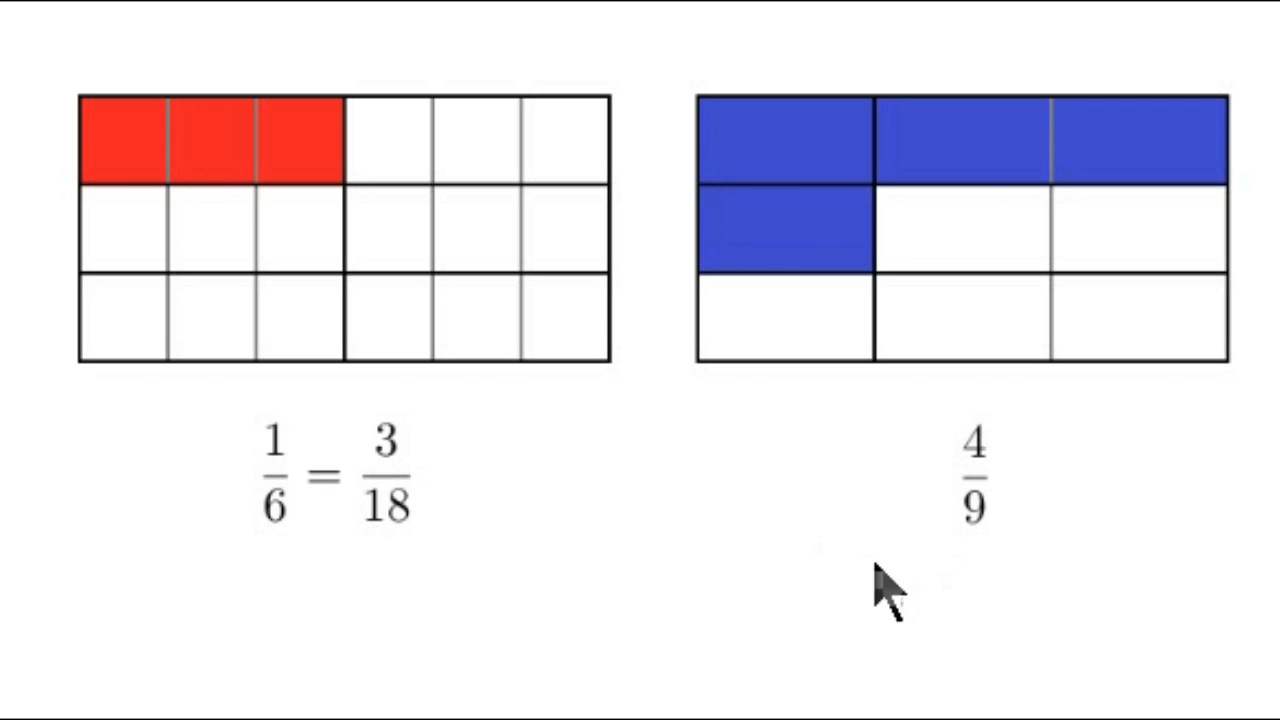 1/6 = 3/18
4/9